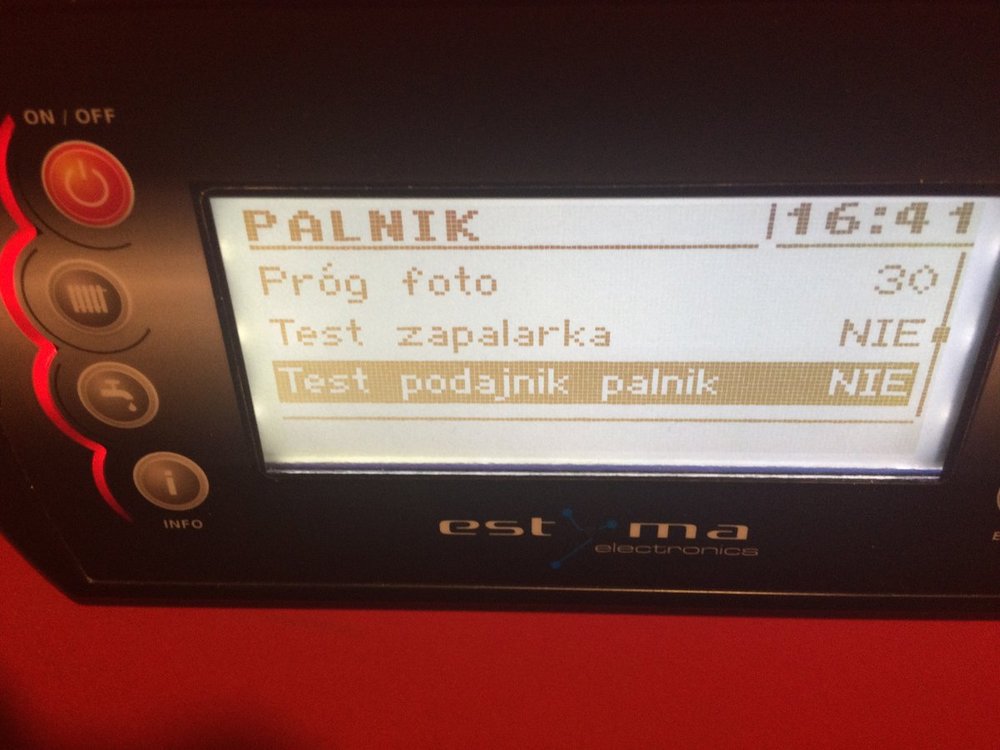 ON / OFF
PALNIK 16:41
Próg foto 30
Test zapalarka NIE
Test podajnik palnik NIE
INFO
estyma
electronics